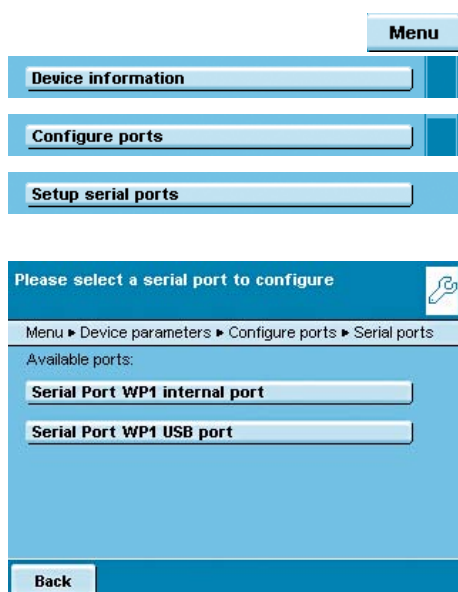 Menu
Device information
Configure ports
Setup serial ports
Please select a serial port to configure
Menu ▸ Device parameters ▸ Configure ports ▸ Serial ports
Available ports:
Serial Port WP1 internal port
Serial Port WP1 USB port
Back